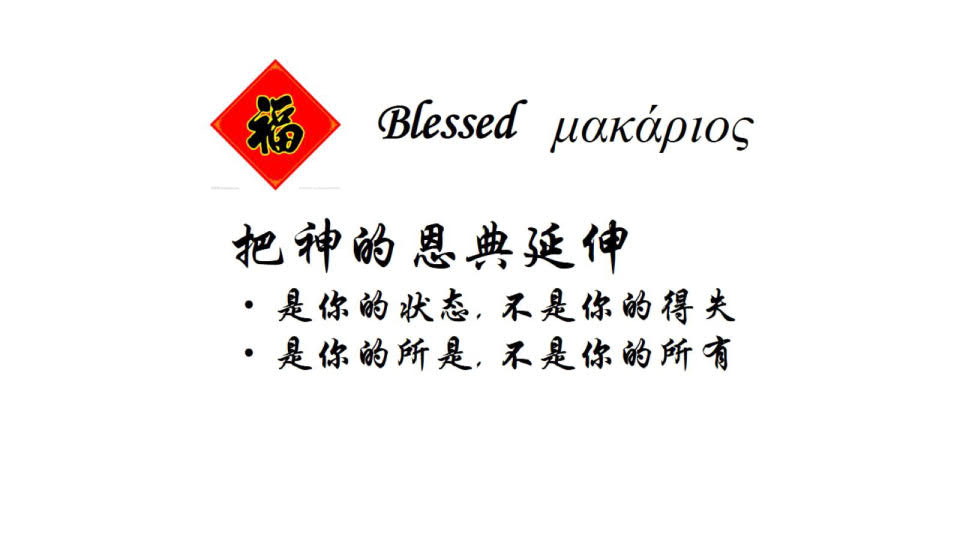 福 Blessed μακάριος
把神的恩典延伸
• 是你的状态, 不是你的得失
• 是你的所是, 不是你的所有